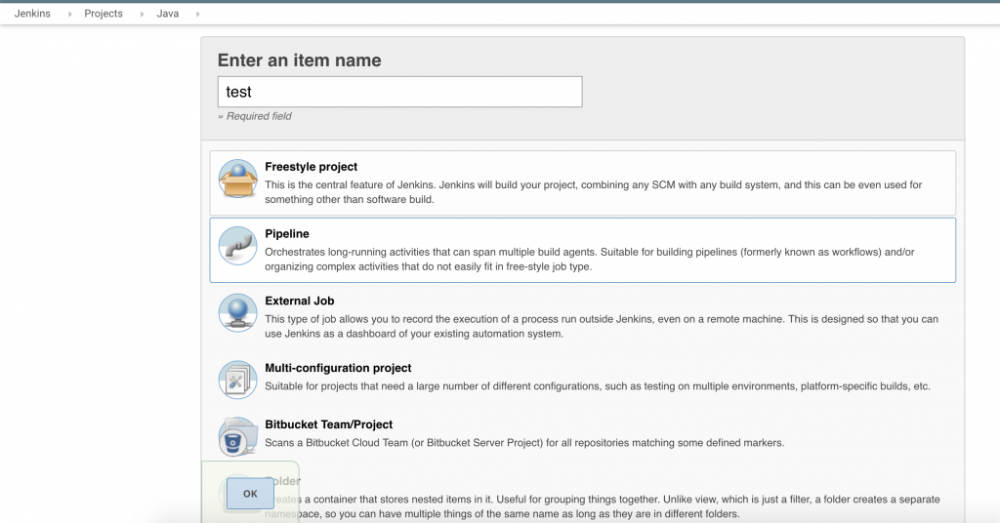 Jenkins Projects Java
Enter an item name
test
» Required field
Freestyle project
This is the central feature of Jenkins. Jenkins will build your project, combining any SCM with any build system, and this can be even used for
something other than software build.
Pipeline
Orchestrates long-running activities that can span multiple build agents. Suitable for building pipelines (formerly known as workflows) and/or
organizing complex activities that do not easily fit in free-style job type.
External Job
This type of job allows you to record the execution of a process run outside Jenkins, even on a remote machine. This is designed so that you can
use Jenkins as a dashboard of your existing automation system.
Multi-configuration project
Suitable for projects that need a large number of different configurations, such as testing on multiple environments, platform-specific builds, etc.
Bitbucket Team/Project
Scans a Bitbucket Cloud Team (or Bitbucket Server Project) for all repositories matching some defined markers.
Folder
OK
Creates a container that stores nested items in it. Useful for grouping things together. Unlike view, which is just a filter, a folder creates a separate
namespace, so you can have multiple things of the same name as long as they are in different folders.